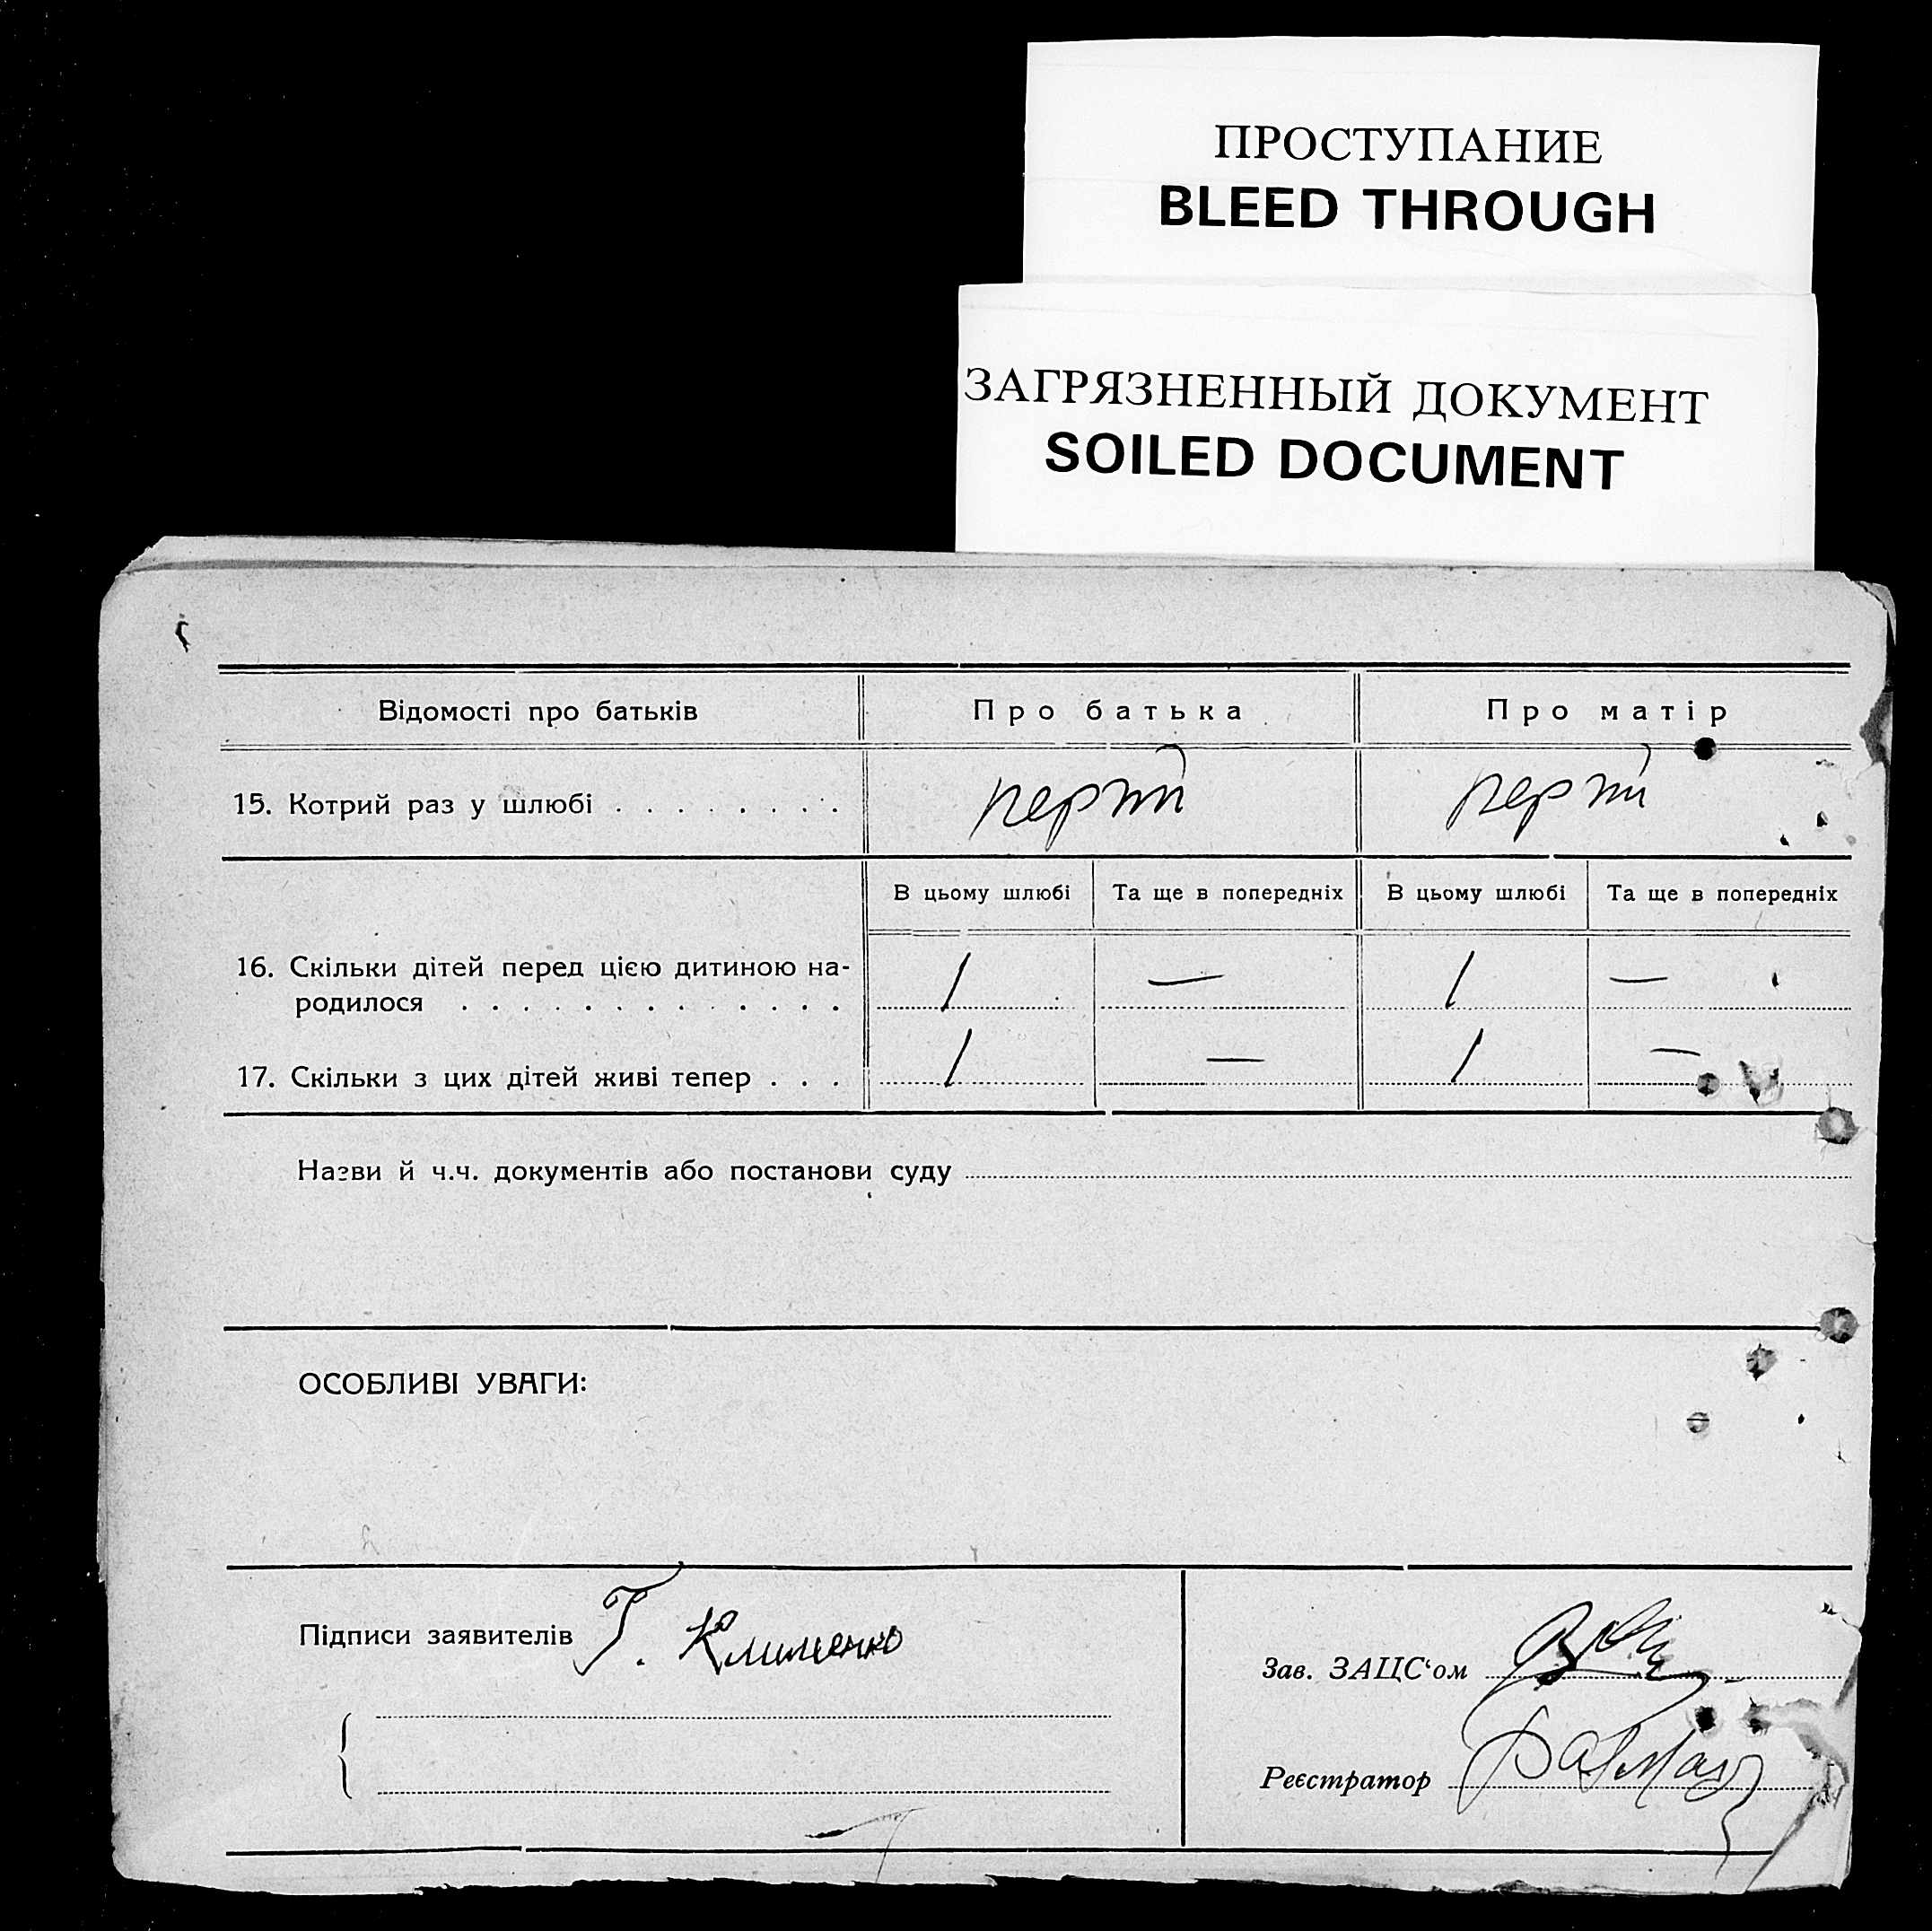 ПРОСТУПАНИЕ
BLEED THROUGH
ЗАГРЯЗНЕННЫЙ ДОКУМЕНТ
SOILED DOCUMENT
Відомості про батьків Про батька Про матір
15. Котрий раз у шлюбі . . . . . . . . перший перший
В цьому шлюбі Та ще в попередніх В цьому шлюбі Та ще в попередніх
16. Скільки дітей перед цією дитиною на- 1 — 1 —
родилося . . . . . . . . . . . . .
17. Скільки з цих дітей живі тепер . . . 1 — 1 —
Назви й ч.ч. документів або постанови суду
ОСОБЛИВІ УВАГИ:
Підписи заявителів Г. Клименко
Зав. ЗАЦС‘ом
Реєстратор